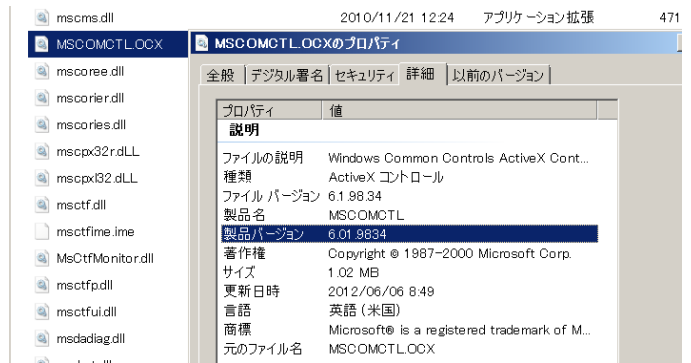 mscms.dll 2010/11/21 12:24 アプリケーション拡張 471
MSCOMCTL.OCX
MSCOMCTL.OCXのプロパティ
mscoree.dll
全般 デジタル署名 セキュリティ 詳細 以前のバージョン
mscorier.dll
mscories.dll
プロパティ 値
説明
mscpx32r.dLL
ファイルの説明 Windows Common Controls ActiveX Cont...
mscpxl32.dLL
種類 ActiveX コントロール
ファイル バージョン 6.1.98.34
msctf.dll
製品名 MSCOMCTL
msctfime.ime
製品バージョン 6.01.9834
著作権 Copyright © 1987-2000 Microsoft Corp.
MsCtfMonitor.dll
サイズ 1.02 MB
msctfp.dll
更新日時 2012/06/06 8:49
言語 英語 (米国)
msctfui.dll
商標 Microsoft® is a registered trademark of M...
msdadiag.dll
元のファイル名 MSCOMCTL.OCX